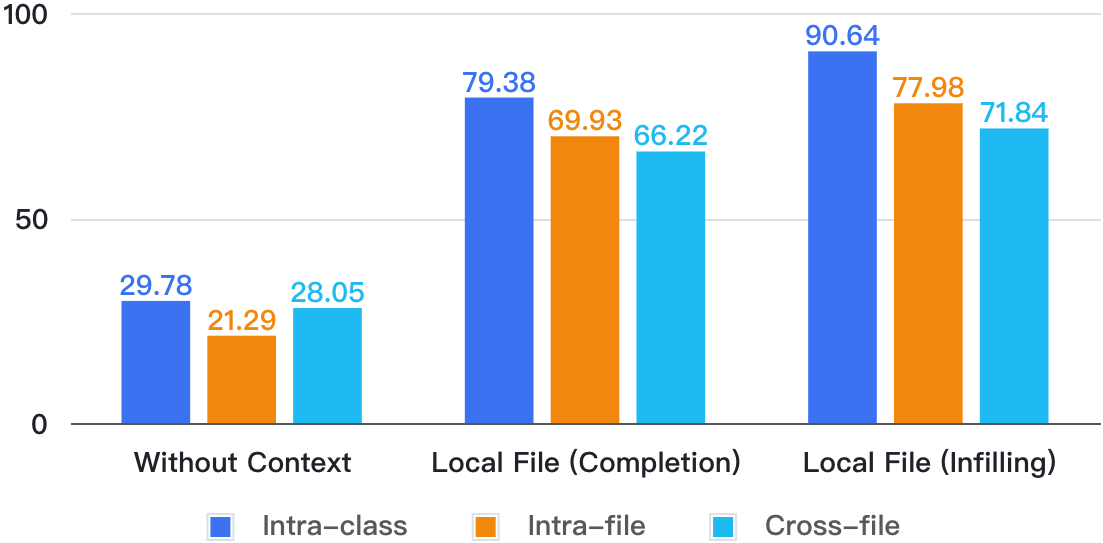 100
90.64
79.38
77.98
71.84
69.93
66.22
50
29.78
28.05
21.29
0
Without Context
Local File (Completion)
Local File (Infilling)
Intra-class
Intra-file
Cross-file